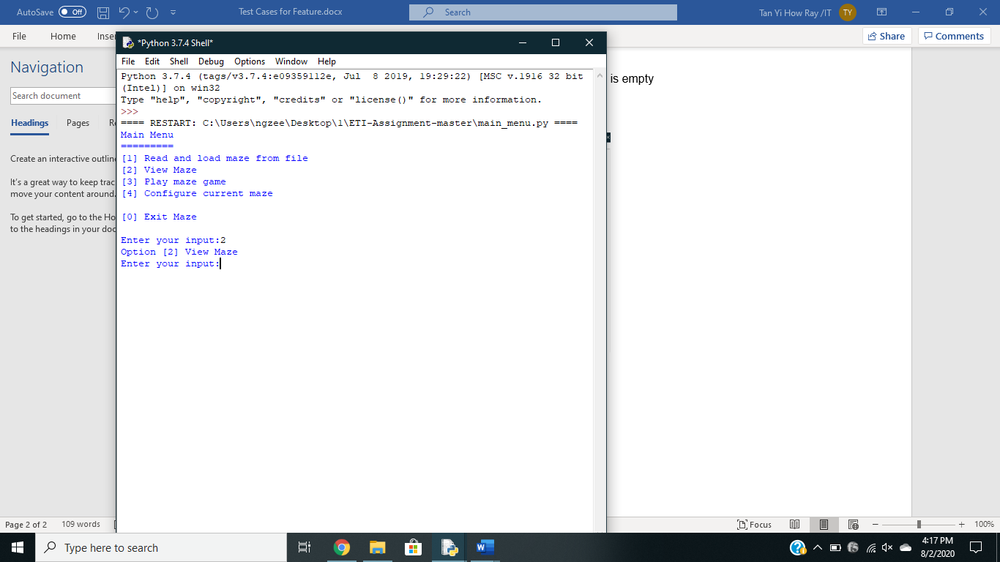 AutoSave Off
Test Cases for Feature.docx
Search
Tan Yi How Ray /IT
TY
File
Home
Share
Comments
Navigation
Search document
Headings
Pages
Create an interactive outline
It's a great way to keep trac
move your content around.
To get started, go to the Ho
to the headings in your doc
*Python 3.7.4 Shell*
File Edit Shell Debug Options Window Help
Python 3.7.4 (tags/v3.7.4:e09359112e, Jul  8 2019, 19:29:22) [MSC v.1916 32 bit
(Intel)] on win32
Type "help", "copyright", "credits" or "license()" for more information.
>>>
==== RESTART: C:\Users\ngzee\Desktop\1\ETI-Assignment-master\main_menu.py ====
Main Menu
=========
[1] Read and load maze from file
[2] View Maze
[3] Play maze game
[4] Configure current maze
[0] Exit Maze
Enter your input:2
Option [2] View Maze
Enter your input:
is empty
Page 2 of 2
109 words
Focus
100%
Type here to search
4:17 PM
8/2/2020